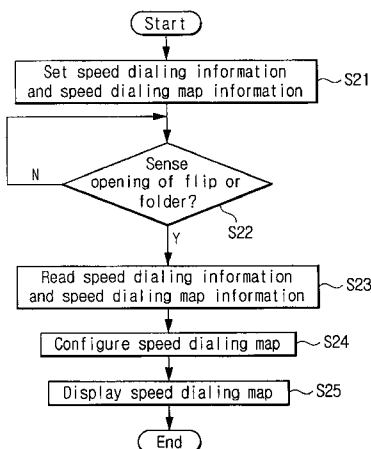 Start
Set speed dialing information
and speed dialing map information
S21
Sense
opening of flip or
folder?
N
S22
Y
Read speed dialing information
and speed dialing map information
S23
Configure speed dialing map
S24
Display speed dialing map
S25
End